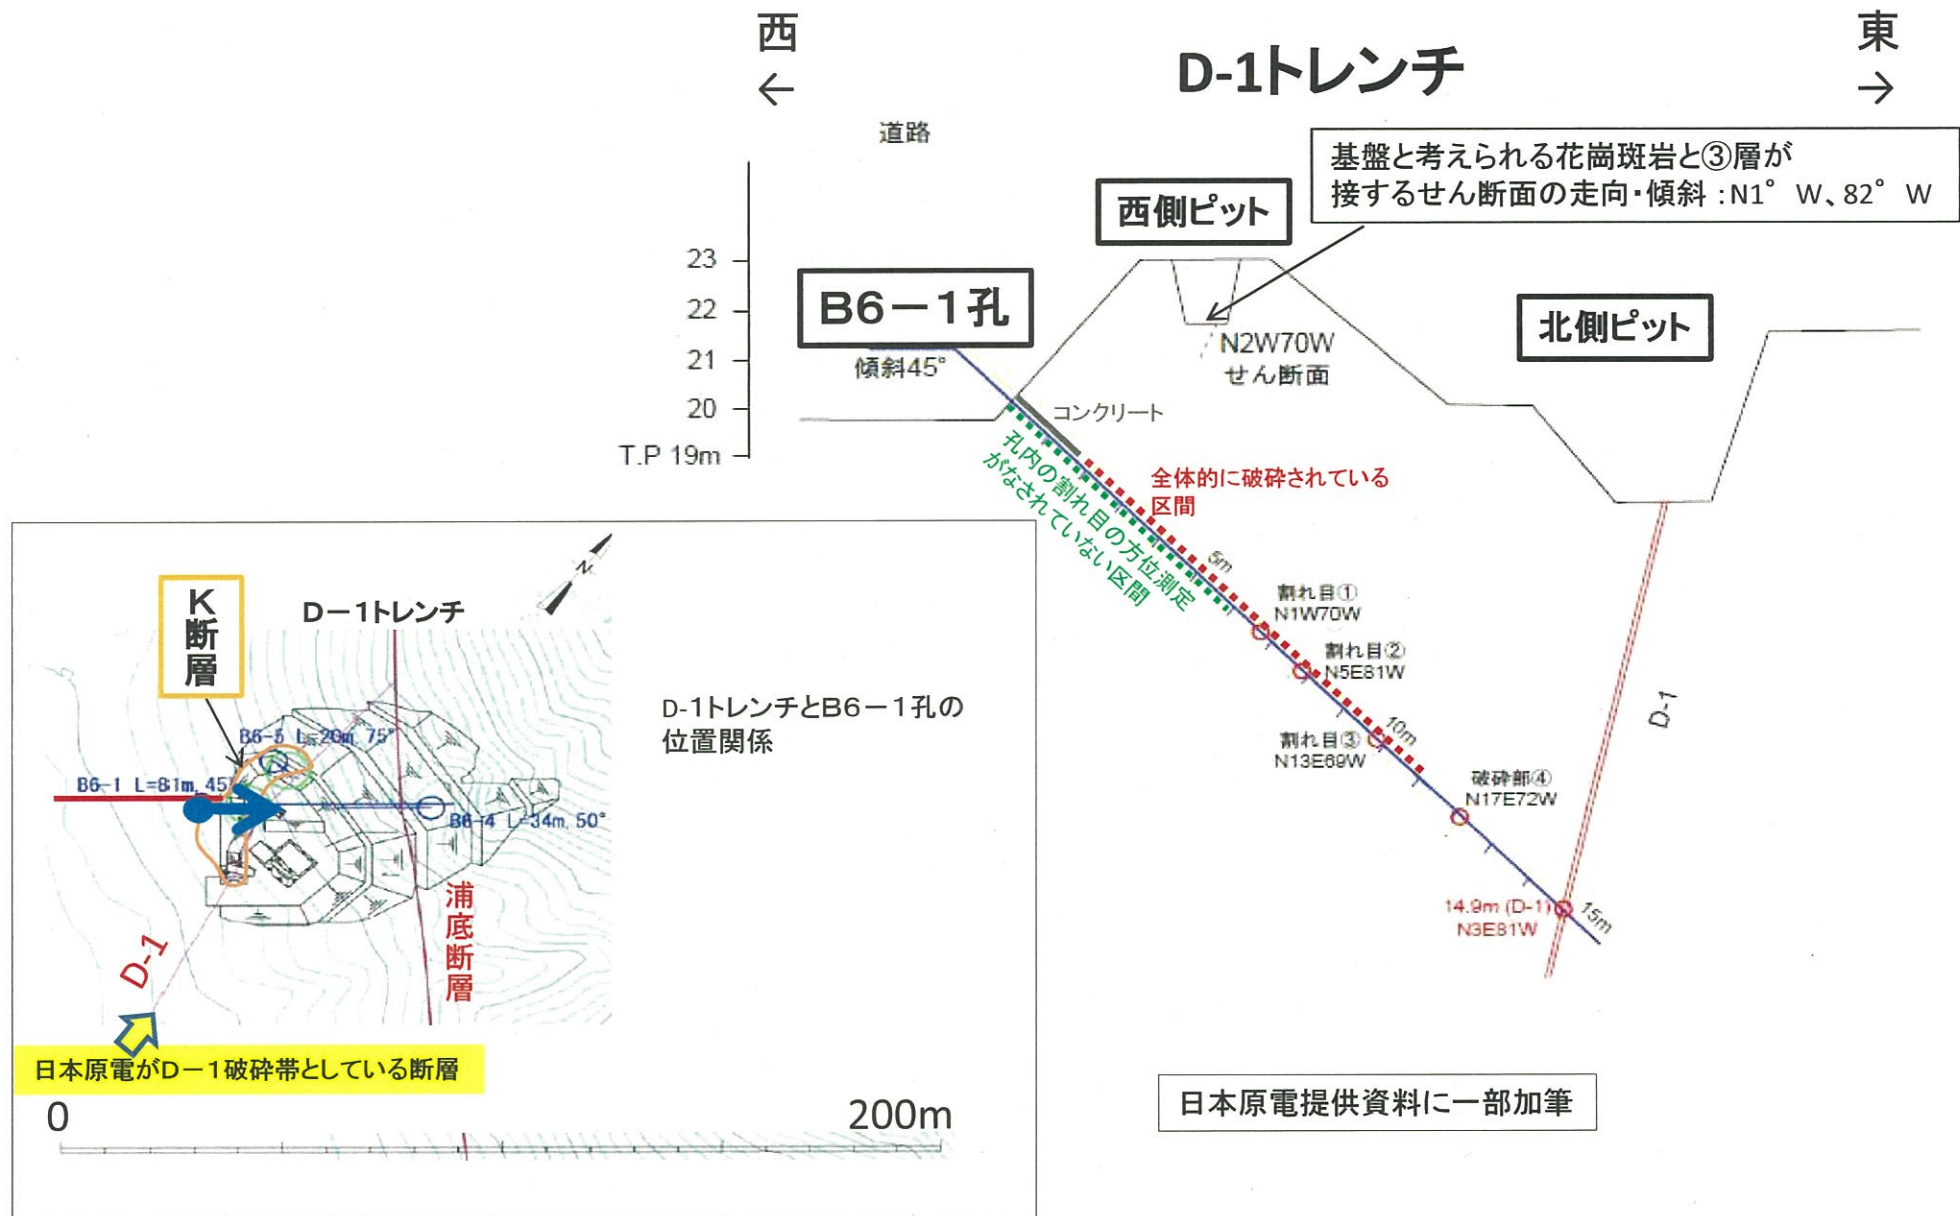 西
←
D-1トレンチ
東
→
道路
基盤と考えられる花崗斑岩と③層が
接するせん断面の走向・傾斜：N1°W、82°W
西側ピット
23
B6－1孔
22
北側ピット
N2W70W
せん断面
21
傾斜45°
20
コンクリート
T.P 19m
孔内の割れ目の方位測定
がなされていない区間
全体的に破砕されている
区間
5m
割れ目①
N1W70W
割れ目②
N5E81W
10m
割れ目③
N13E69W
破砕部④
N17E72W
D-1
14.9m (D-1)
N3E81W
15m
N
K断層
D－1トレンチ
D-1トレンチとB6－1孔の
位置関係
B6-5 L=20m, 75°
B6-1 L=81m, 45°
B6-4 L=34m, 50°
浦底断層
D-1
日本原電がD－1破砕帯としている断層
0
200m
日本原電提供資料に一部加筆